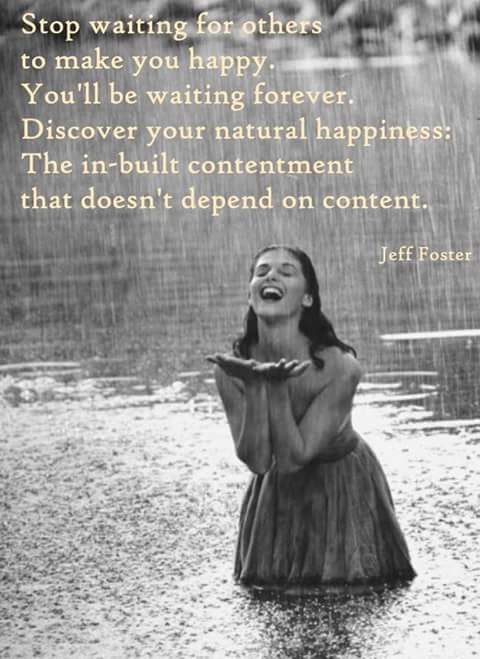 Stop waiting for others
to make you happy.
You'll be waiting forever.
Discover your natural happiness:
The in-built contentment
that doesn't depend on content.
Jeff Foster